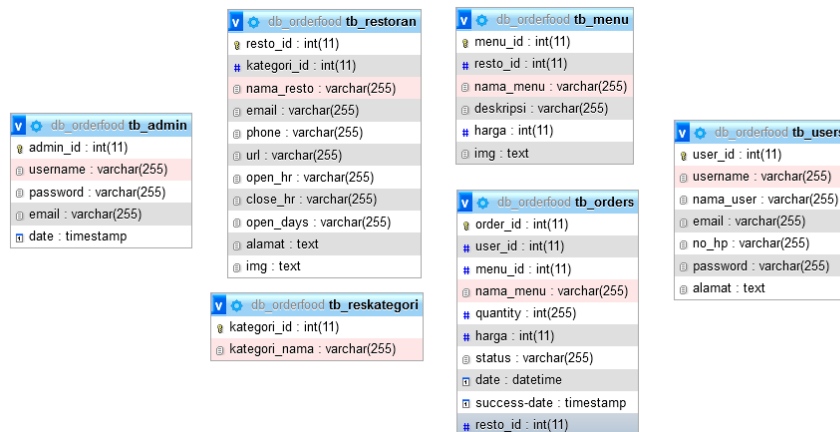 db_orderfood tb_admin
admin_id : int(11)
username : varchar(255)
password : varchar(255)
email : varchar(255)
date : timestamp
db_orderfood tb_restoran
resto_id : int(11)
kategori_id : int(11)
nama_resto : varchar(255)
email : varchar(255)
phone : varchar(255)
url : varchar(255)
open_hr : varchar(255)
close_hr : varchar(255)
open_days : varchar(255)
alamat : text
img : text
db_orderfood tb_reskategori
kategori_id : int(11)
kategori_nama : varchar(255)
db_orderfood tb_menu
menu_id : int(11)
resto_id : int(11)
nama_menu : varchar(255)
deskripsi : varchar(255)
harga : int(11)
img : text
db_orderfood tb_orders
order_id : int(11)
user_id : int(11)
menu_id : int(11)
nama_menu : varchar(255)
quantity : int(255)
harga : int(11)
status : varchar(255)
date : datetime
success-date : timestamp
resto_id : int(11)
db_orderfood tb_users
user_id : int(11)
username : varchar(255)
nama_user : varchar(255)
email : varchar(255)
no_hp : varchar(255)
password : varchar(255)
alamat : text